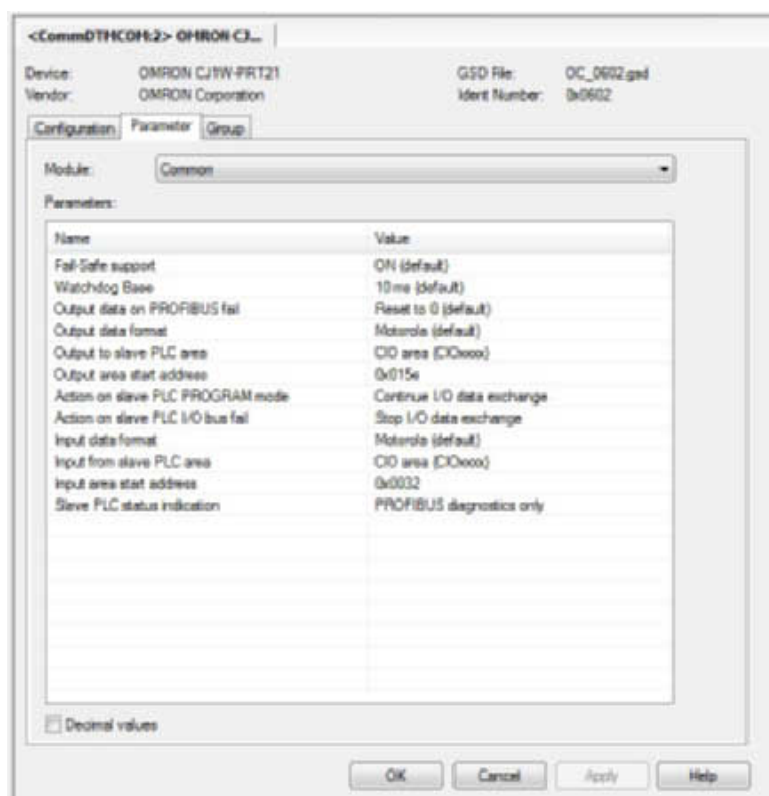 <CommDTMCOM:2> OMRON CJ...
Device: OMRON CJ1W-PRT21 GSD File: OC_0602.gsd
Vendor: OMRON Corporation Ident Number: 0x0602
Configuration Parameter Group
Module: Common
Parameters:
Name Value
Fail-Safe support ON (default)
Watchdog Base 10 ms (default)
Output data on PROFIBUS fail Reset to 0 (default)
Output data format Motorola (default)
Output to slave PLC area CIO area (CIOxxxx)
Output area start address 0x015e
Action on slave PLC PROGRAM mode Continue I/O data exchange
Action on slave PLC I/O bus fail Stop I/O data exchange
Input data format Motorola (default)
Input from slave PLC area CIO area (CIOxxxx)
Input area start address 0x0032
Slave PLC status indication PROFIBUS diagnostics only
Decimal values
OK Cancel Apply Help